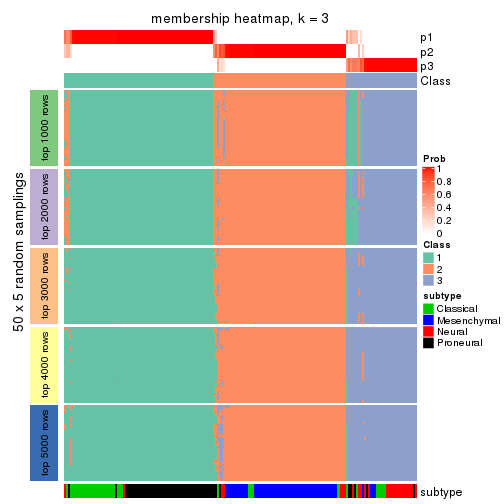 membership heatmap, k = 3
p1
p2
p3
Class
50 x 5 random samplings
top 1000 rows
top 2000 rows
top 3000 rows
top 4000 rows
top 5000 rows
Prob
1
0.8
0.6
0.4
0.2
0
Class
1
2
3
subtype
Classical
Mesenchymal
Neural
Proneural
subtype